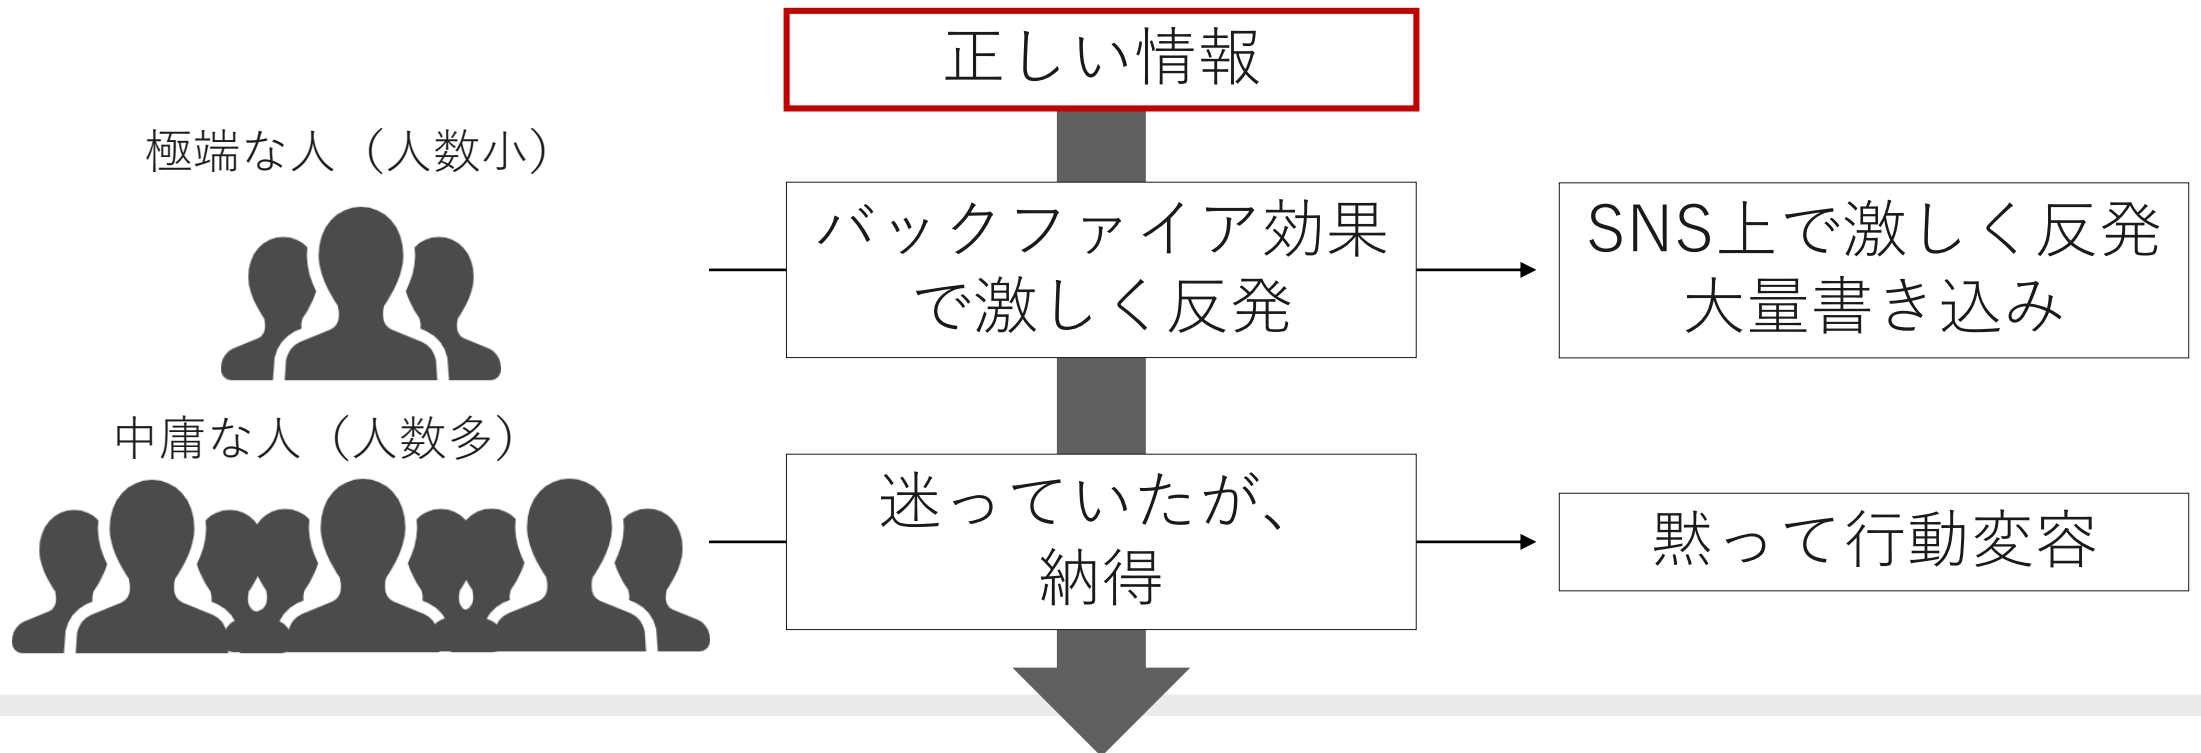 正しい情報
極端な人（人数小）
バックファイア効果
で激しく反発
SNS上で激しく反発
大量書き込み
中庸な人（人数多）
迷っていたが、
納得
黙って行動変容